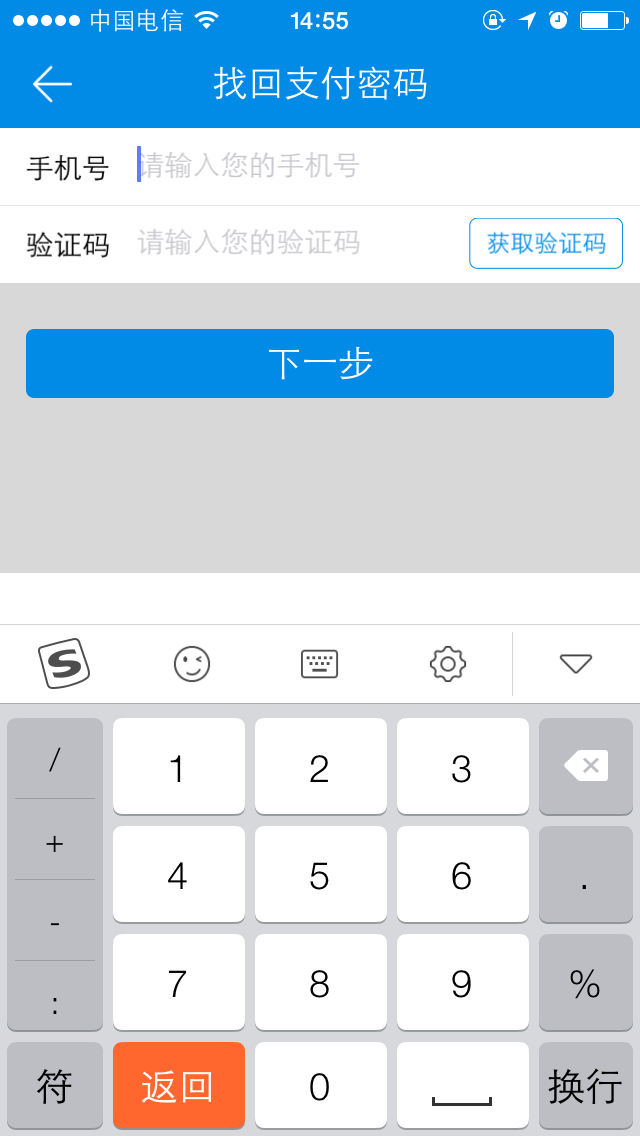 中国电信 14:55
找回支付密码
手机号 请输入您的手机号
验证码 请输入您的验证码 获取验证码
下一步
S
/ 1 2 3
+ 4 5 6 .
- 7 8 9 %
:
符 返回 0 换行